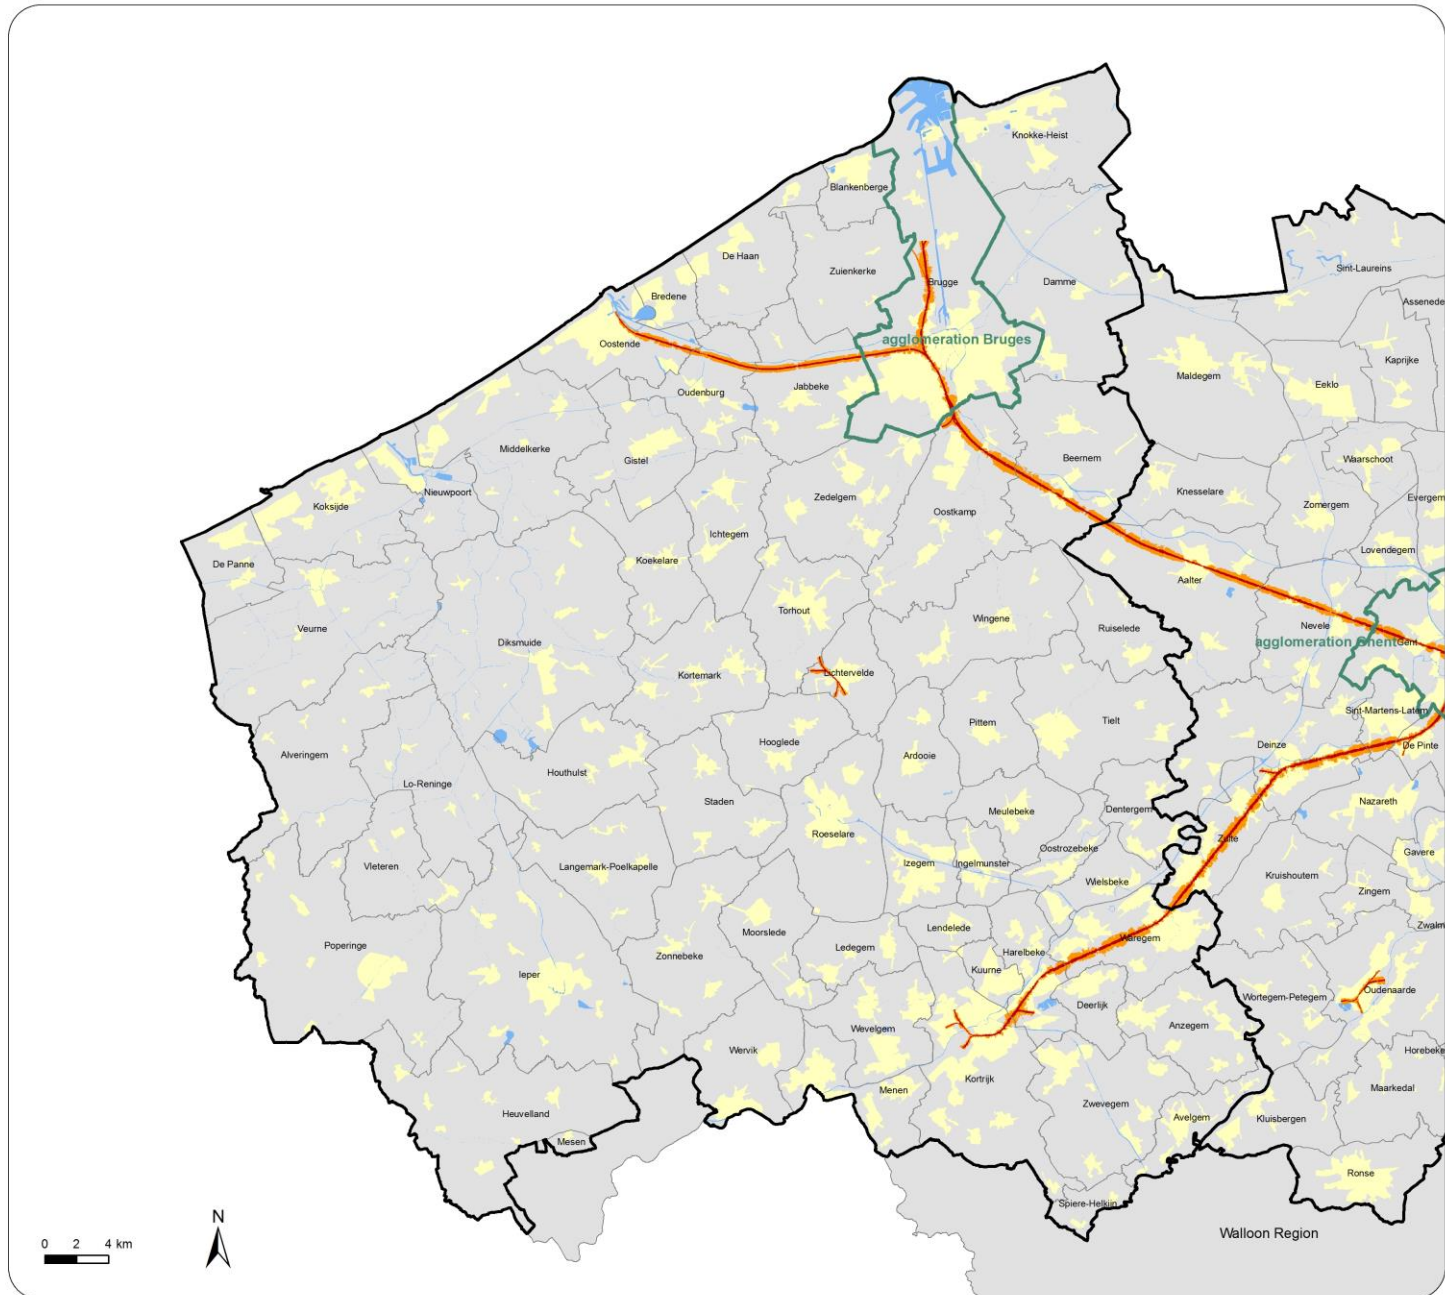 Knokke-Heist
Blankenberge
De Haan
Zuienkerke
Sint-Laureins
Brugge
Damme
Bredene
Assenede
agglomeration Bruges
Oostende
Kaprijke
Maldegem
Eeklo
Jabbeke
Oudenburg
Middelkerke
Gistel
Beernem
Waarschoot
Nieuwpoort
Knesselare
Zedelgem
Evergem
Koksijde
Zomergem
Oostkamp
Ichtegem
Lovendegem
De Panne
Koekelare
Aalter
Torhout
Wingene
Nevele
Veurne
Ruiselede
Diksmuide
agglomeration Ghent
Gent
Kortemark
Lichtervelde
Sint-Martens-Latem
Pittem
Tielt
Hooglede
Deinze
De Pinte
Alveringem
Ardooie
Houthulst
Lo-Reninge
Staden
Nazareth
Meulebeke
Dentergem
Roeselare
Zulte
Oostrozebeke
Gavere
Vleteren
Langemark-Poelkapelle
Izegem
Ingelmunster
Kruishoutem
Wielsbeke
Zingem
Lendelede
Zwalm
Moorslede
Waregem
Poperinge
Ledegem
Zonnebeke
Harelbeke
Ieper
Kuurne
Oudenaarde
Wortegem-Petegem
Deerlijk
Wevelgem
Anzegem
Wervik
Horebeke
Kortrijk
Maarkedal
Menen
Zwevegem
Heuvelland
Avelgem
Kluisbergen
Mesen
Ronse
Spiere-Helkijn
N
Walloon Region
0 2 4 km